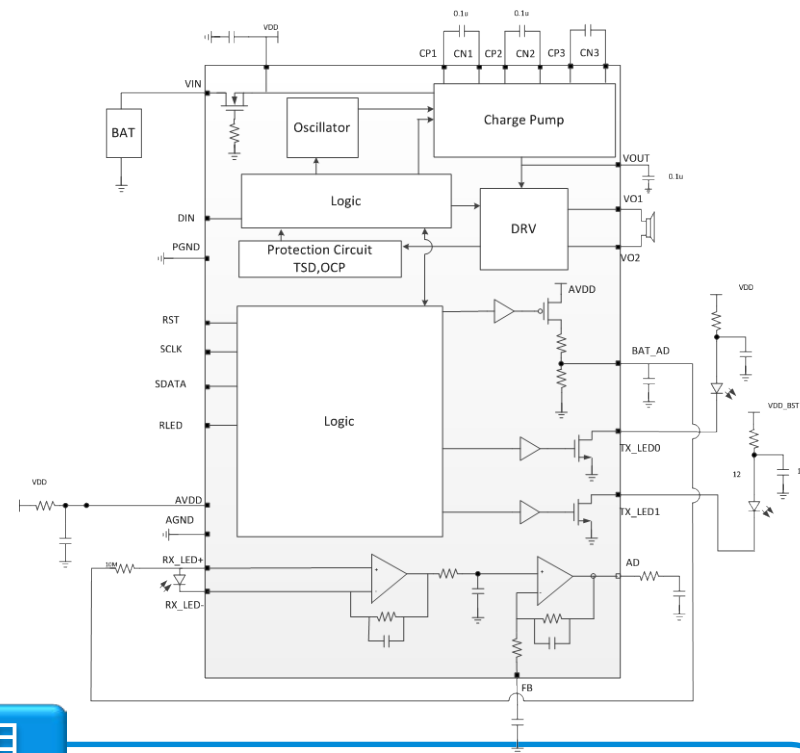 0.1u
0.1u
VDD
CP1
CN1
CP2
CN2
CP3
CN3
VIN
BAT
Oscillator
Charge Pump
VOUT
0.1u
Logic
VO1
DIN
DRV
PGND
Protection Circuit
TSD,OCP
VO2
AVDD
VDD
RST
SCLK
BAT_AD
SDATA
VDD_BST
RLED
Logic
TX_LED0
12
VDD
AVDD
TX_LED1
AGND
RX_LED+
AD
+
-
+
-
RX_LED-
FB